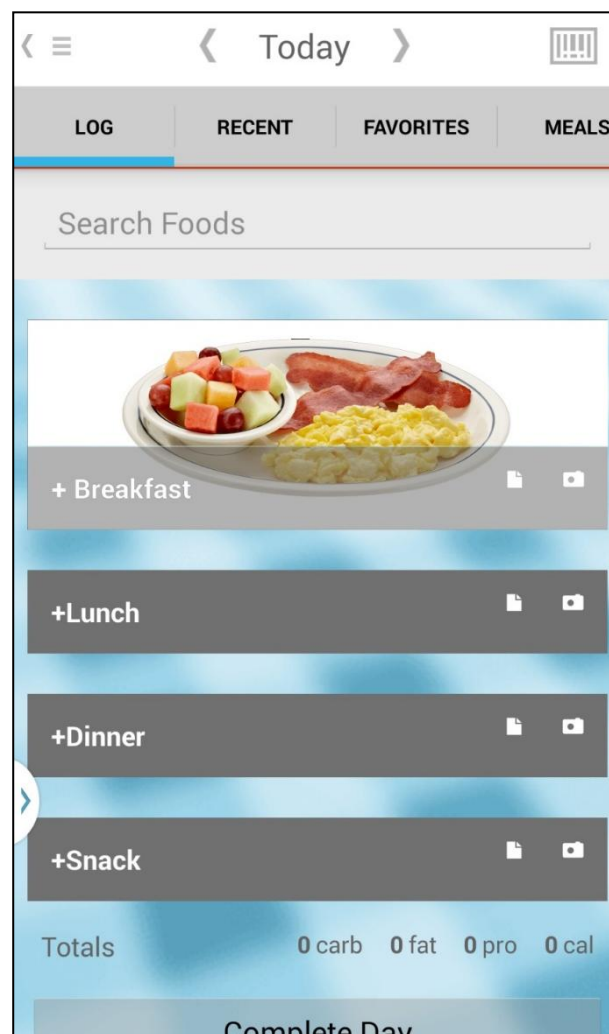 Today
LOG RECENT FAVORITES MEALS
Search Foods
+ Breakfast
+Lunch
+Dinner
+Snack
Totals 0 carb 0 fat 0 pro 0 cal
Complete Day